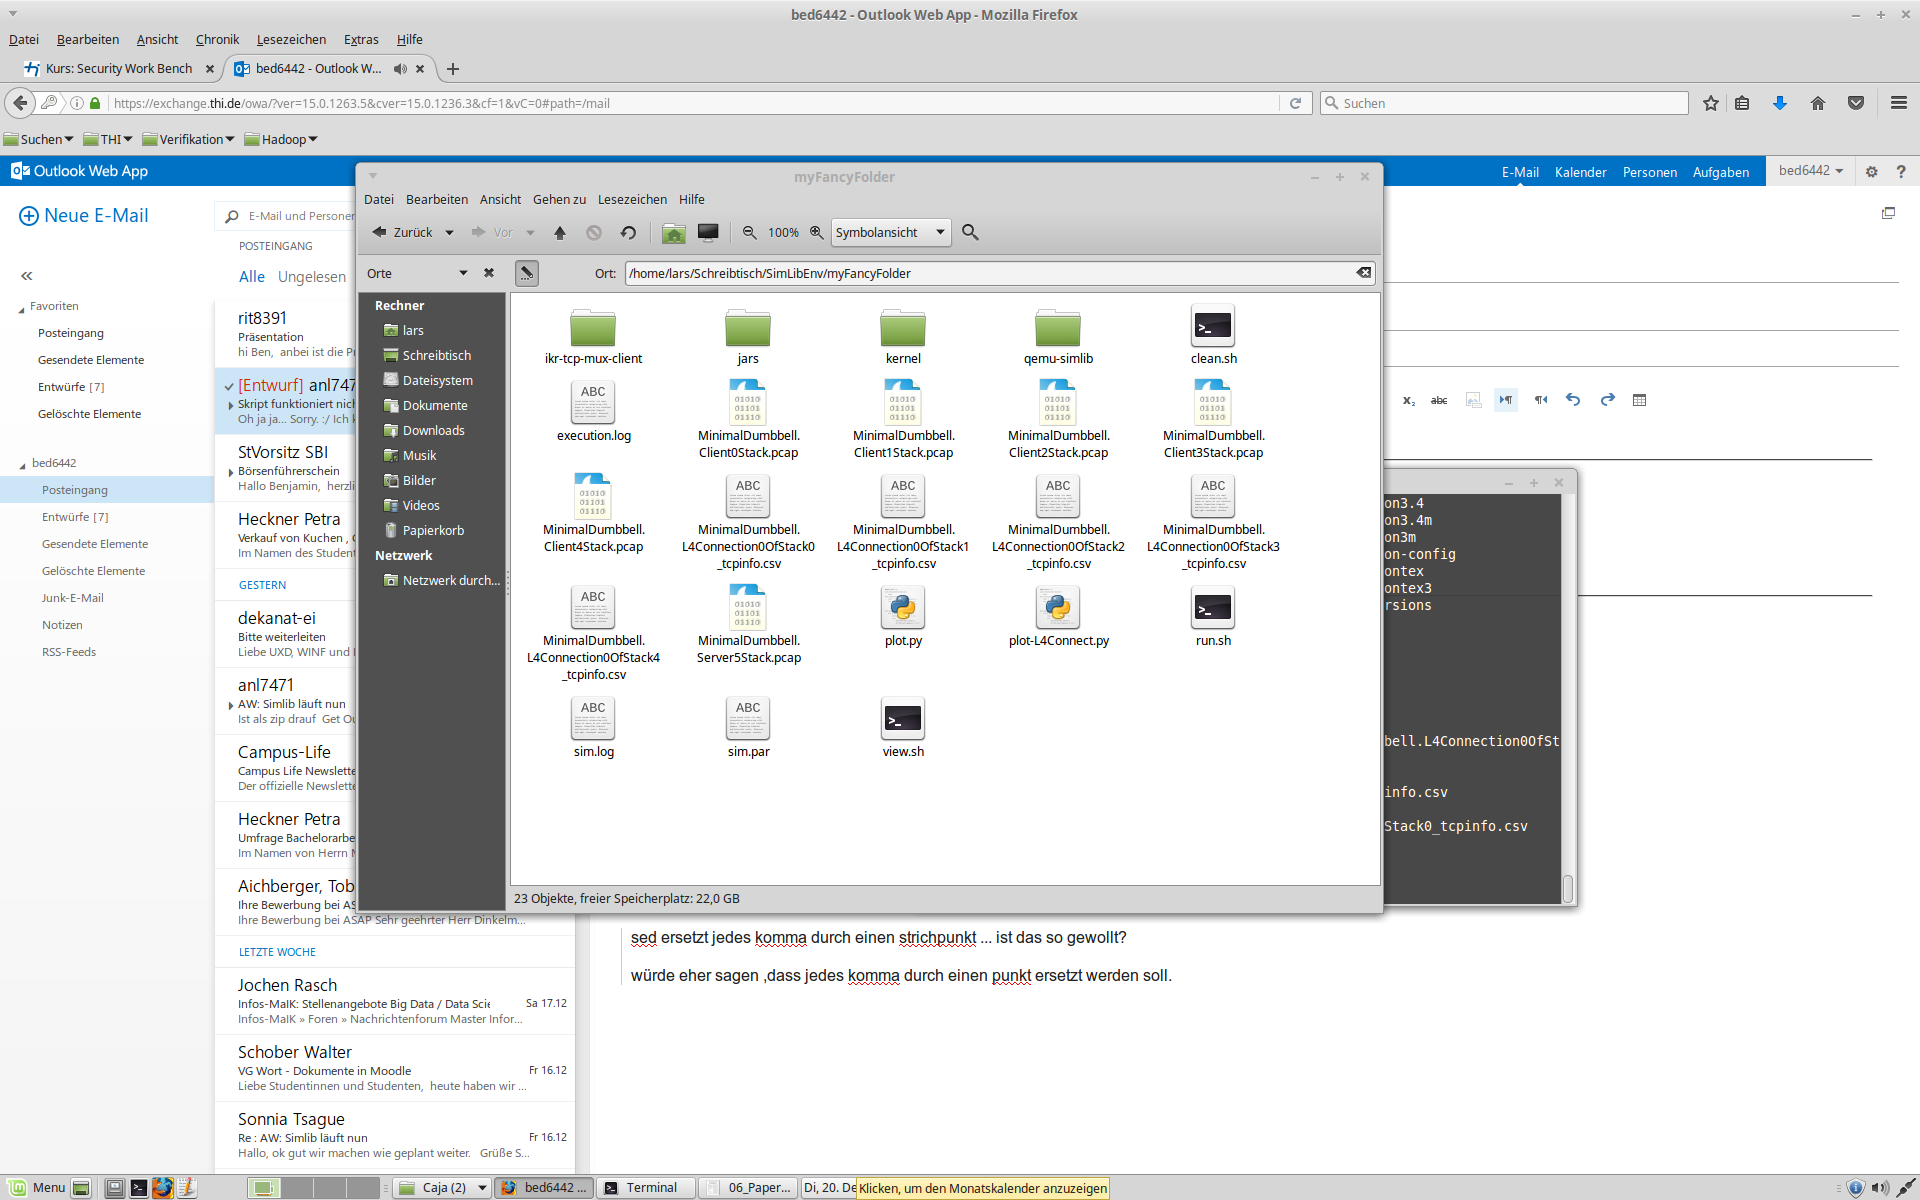 bed6442 - Outlook Web App - Mozilla Firefox
Datei Bearbeiten Ansicht Chronik Lesezeichen Extras Hilfe
Kurs: Security Work Bench
bed6442 - Outlook W...
https://exchange.thi.de/owa/?ver=15.0.1263.5&cver=15.0.1236.3&cf=1&vC=0#path=/mail
Suchen
Suchen THI Verifikation Hadoop
Outlook Web App
E-Mail Kalender Personen Aufgaben bed6442 ?
Neue E-Mail
«
Favoriten
Posteingang
Gesendete Elemente
Entwürfe [7]
Gelöschte Elemente
bed6442
Posteingang
Entwürfe [7]
Gesendete Elemente
Gelöschte Elemente
Junk-E-Mail
Notizen
RSS-Feeds
E-Mail und Personen
POSTEINGANG
Alle Ungelesen
rit8391
Präsentation
hi Ben, anbei ist die Pr
[Entwurf] anl747
Skript funktioniert nich
Oh ja ja... Sorry. :/ Ich k
StVorsitz SBI
Börsenführerschein
Hallo Benjamin, herzli
Heckner Petra
Verkauf von Kuchen , G
Im Namen des Student
GESTERN
dekanat-ei
Bitte weiterleiten
Liebe UXD, WINF und I
anl7471
AW: Simlib läuft nun
Ist als zip drauf Get Ou
Campus-Life
Campus Life Newslette
Der offizielle Newslette
Heckner Petra
Umfrage Bachelorarbe
Im Namen von Herrn M
Aichberger, Tob
Ihre Bewerbung bei AS
Ihre Bewerbung bei ASAP Sehr geehrter Herr Dinkelm...
LETZTE WOCHE
Jochen Rasch
Infos-MaIK: Stellenangebote Big Data / Data Scie Sa 17.12
Infos-MaIK » Foren » Nachrichtenforum Master Infor...
Schober Walter
VG Wort - Dokumente in Moodle Fr 16.12
Liebe Studentinnen und Studenten, heute haben wir ...
Sonnia Tsague
Re : AW: Simlib läuft nun Fr 16.12
Hallo, ok gut wir machen wie geplant weiter. Grüße S...
myFancyFolder
Datei Bearbeiten Ansicht Gehen zu Lesezeichen Hilfe
Zurück Vor 100% Symbolansicht
Orte
Ort: /home/lars/Schreibtisch/SimLibEnv/myFancyFolder
Rechner
lars
Schreibtisch
Dateisystem
Dokumente
Downloads
Musik
Bilder
Videos
Papierkorb
Netzwerk
Netzwerk durch...
ikr-tcp-mux-client jars kernel qemu-simlib clean.sh
execution.log
MinimalDumbbell.
Client0Stack.pcap
MinimalDumbbell.
Client1Stack.pcap
MinimalDumbbell.
Client2Stack.pcap
MinimalDumbbell.
Client3Stack.pcap
MinimalDumbbell.
Client4Stack.pcap
MinimalDumbbell.
L4Connection0OfStack0
_tcpinfo.csv
MinimalDumbbell.
L4Connection0OfStack1
_tcpinfo.csv
MinimalDumbbell.
L4Connection0OfStack2
_tcpinfo.csv
MinimalDumbbell.
L4Connection0OfStack3
_tcpinfo.csv
MinimalDumbbell.
L4Connection0OfStack4
_tcpinfo.csv
MinimalDumbbell.
Server5Stack.pcap
plot.py
plot-L4Connect.py
run.sh
sim.log sim.par view.sh
23 Objekte, freier Speicherplatz: 22,0 GB
on3.4
on3.4m
on3m
on-config
ontex
ontex3
rsions
bell.L4Connection0OfSt
info.csv
Stack0_tcpinfo.csv
sed ersetzt jedes komma durch einen strichpunkt ... ist das so gewollt?
würde eher sagen ,dass jedes komma durch einen punkt ersetzt werden soll.
Menu Caja (2) bed6442 ... Terminal 06_Paper... Di, 20. De Klicken, um den Monatskalender anzuzeigen